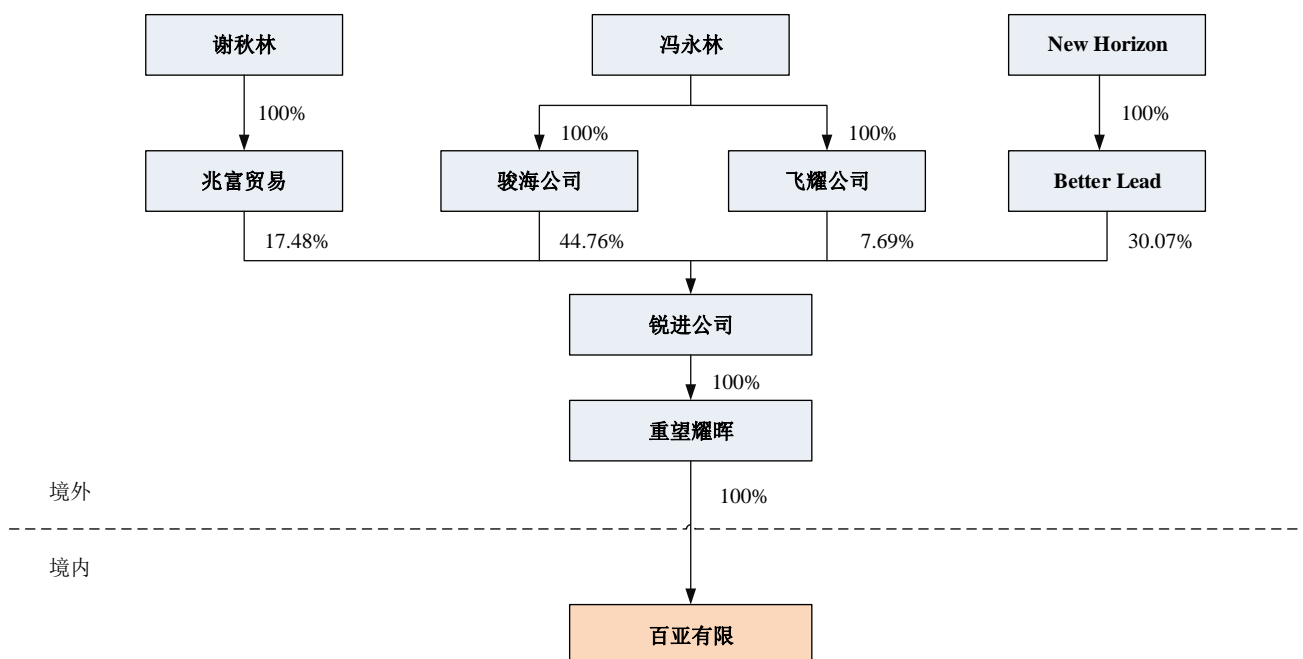 谢秋林
冯永林
New Horizon
100%
100%
100%
100%
兆富贸易
骏海公司
飞耀公司
Better Lead
17.48%
44.76%
7.69%
30.07%
锐进公司
100%
重望耀晖
境外
100%
境内
百亚有限